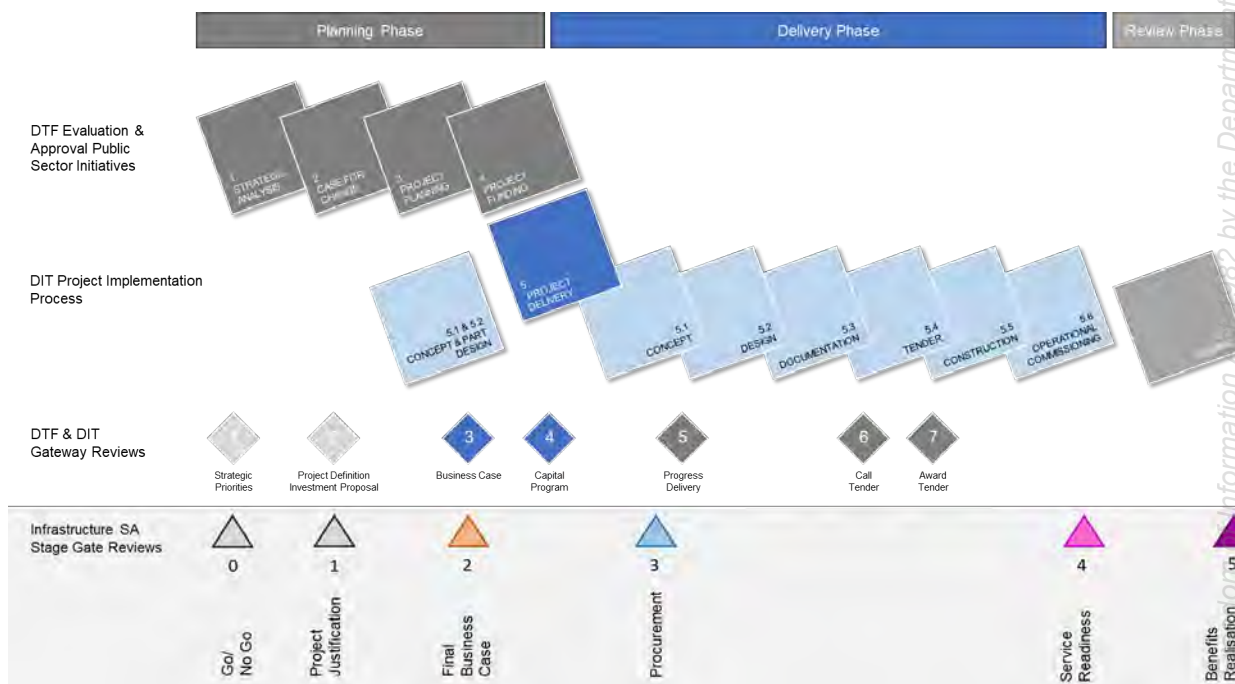 Planning Phase
Delivery Phase
Review Phase
DTF Evaluation &
Approval Public
Sector Initiatives
1
STRATEGIC
ANALYSIS
2
CASE FOR
CHANGE
3
PROJECT
PLANNING
4
PROJECT
FUNDING
DIT Project Implementation
Process
5.1 & 5.2
CONCEPT & PART
DESIGN
5
PROJECT
DELIVERY
5.1
CONCEPT
5.2
DESIGN
5.3
DOCUMENTATION
5.4
TENDER
5.5
CONSTRUCTION
5.6
OPERATIONAL
COMMISSIONING
DTF & DIT
Gateway Reviews
3
4
5
6
7
Strategic
Priorities
Project Definition
Investment Proposal
Business Case
Capital
Program
Progress
Delivery
Call
Tender
Award
Tender
Infrastructure SA
Stage Gate Reviews
0
1
2
3
4
5
Go/
No Go
Project
Justification
Final
Business
Case
Procurement
Service
Readiness
Benefits
Realisation
Information
82 by the Departm